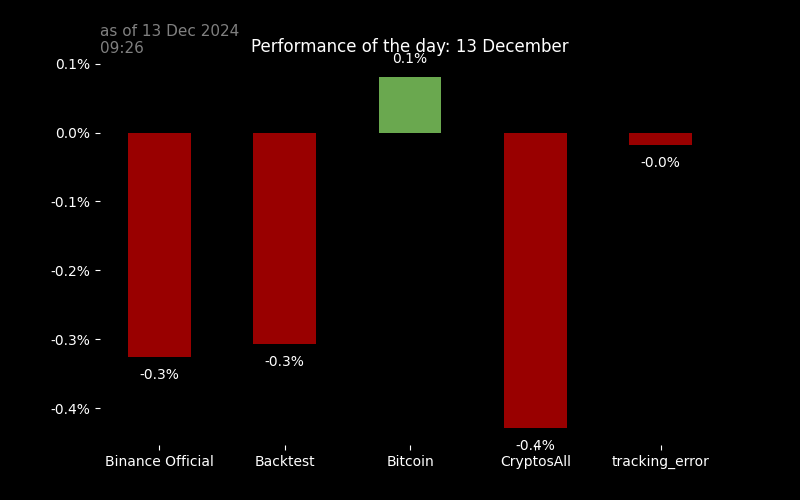 as of 13 Dec 2024
09:26
Performance of the day: 13 December
0.1%
0.1%
0.0%
-0.1%
-0.2%
-0.3%
-0.4%
-0.3%
-0.3%
-0.4%
-0.0%
Binance Official
Backtest
Bitcoin
CryptosAll
tracking_error